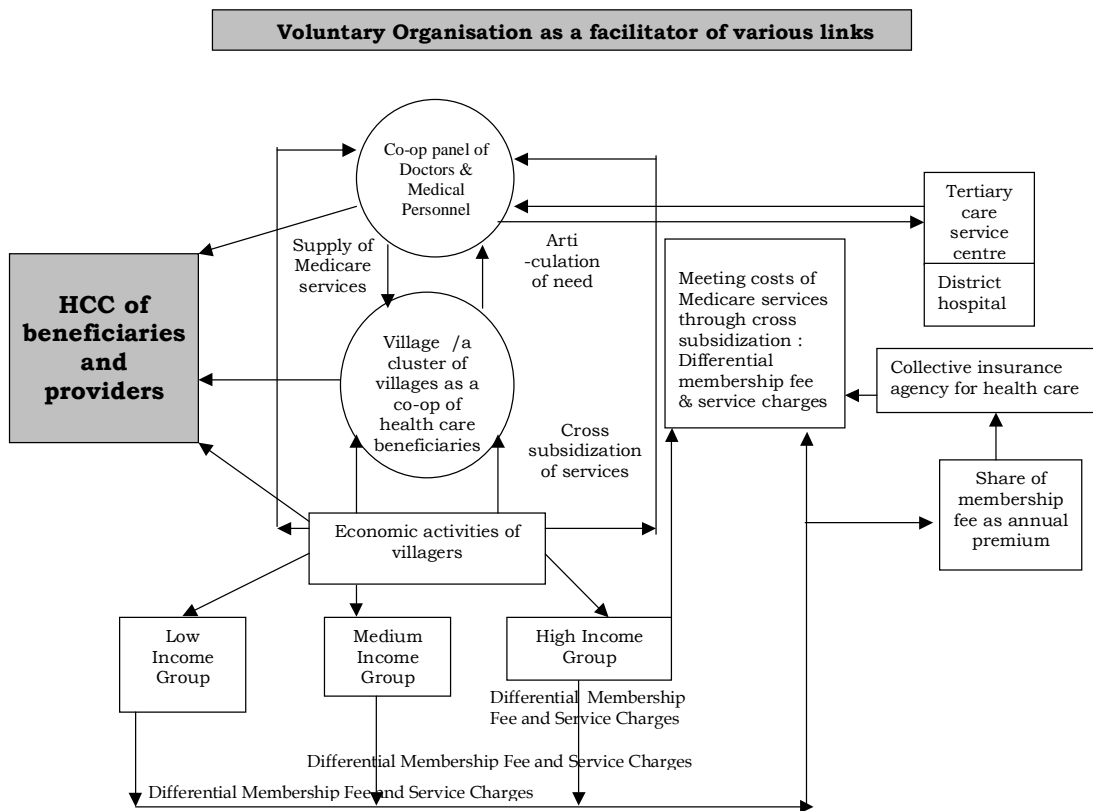 Voluntary Organisation as a facilitator of various links
Co-op panel of
Doctors &
Medical
Personnel
Tertiary
care
service
centre
District
hospital
Supply of
Medicare
services
Arti
-culation
of need
Meeting costs of
Medicare services
through cross
subsidization :
Differential
membership fee
& service charges
HCC of
beneficiaries
and
providers
Village /a
cluster of
villages as a
co-op of
health care
beneficiaries
Collective insurance
agency for health care
Cross
subsidization
of services
Share of
membership
fee as annual
premium
Economic activities of
villagers
Low
Income
Group
Medium
Income
Group
High Income
Group
Differential Membership
Fee and Service Charges
Differential Membership Fee and Service Charges
Differential Membership Fee and Service Charges